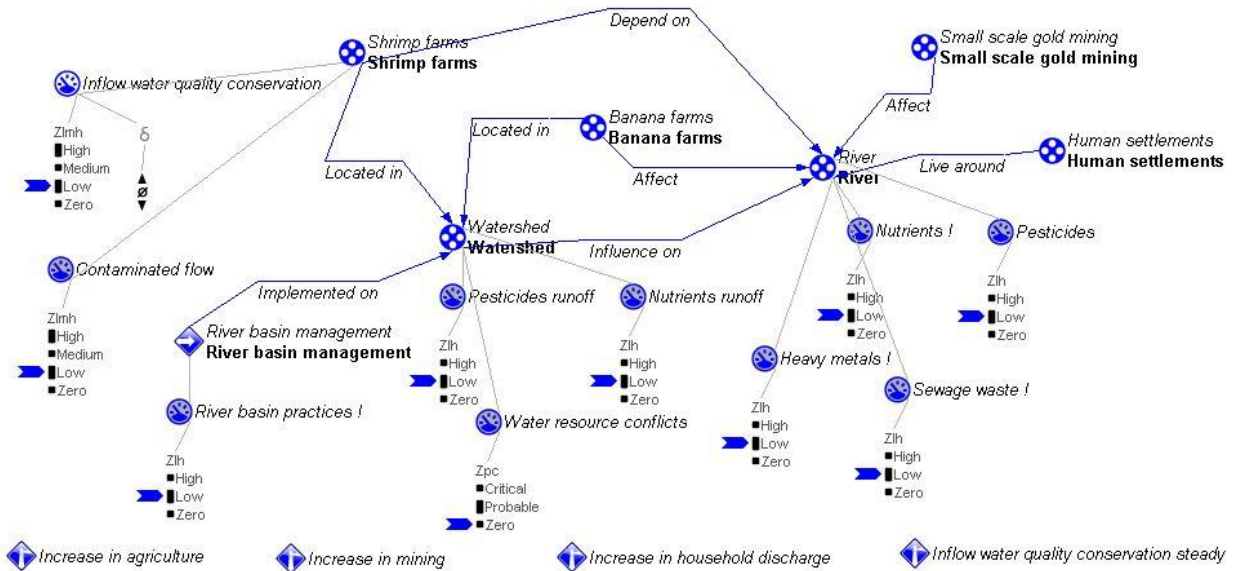 Depend on
Shrimp farms
Shrimp farms
Small scale gold mining
Small scale gold mining
Inflow water quality conservation
Affect
Zlmh
High
Medium
Low
Zero
δ
ø
Located in
Banana farms
Banana farms
Human settlements
Human settlements
Located in
Affect
River
River
Live around
Watershed
Watershed
Influence on
Nutrients !
Pesticides
Zlh
High
Low
Zero
Zlh
High
Low
Zero
Contaminated flow
Zlmh
High
Medium
Low
Zero
Implemented on
River basin management
River basin management
Pesticides runoff
Zlh
High
Low
Zero
Nutrients runoff
Zlh
High
Low
Zero
Heavy metals !
Zlh
High
Low
Zero
Sewage waste !
Zlh
High
Low
Zero
River basin practices !
Zlh
High
Low
Zero
Water resource conflicts
Zpc
Critical
Probable
Zero
Increase in agriculture
Increase in mining
Increase in household discharge
Inflow water quality conservation steady